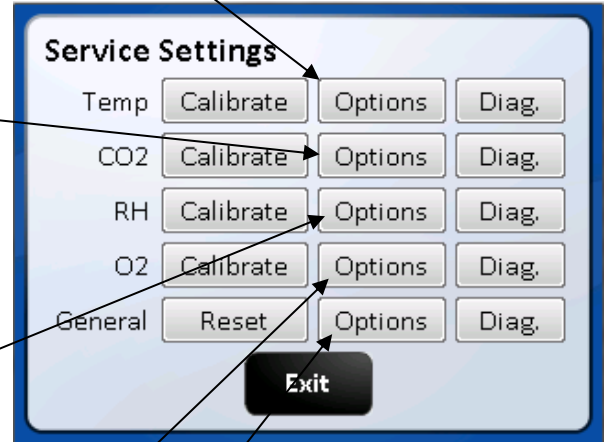 Service Settings
Temp Calibrate Options Diag.
CO2 Calibrate Options Diag.
RH Calibrate Options Diag.
O2 Calibrate Options Diag.
General Reset Options Diag.
Exit